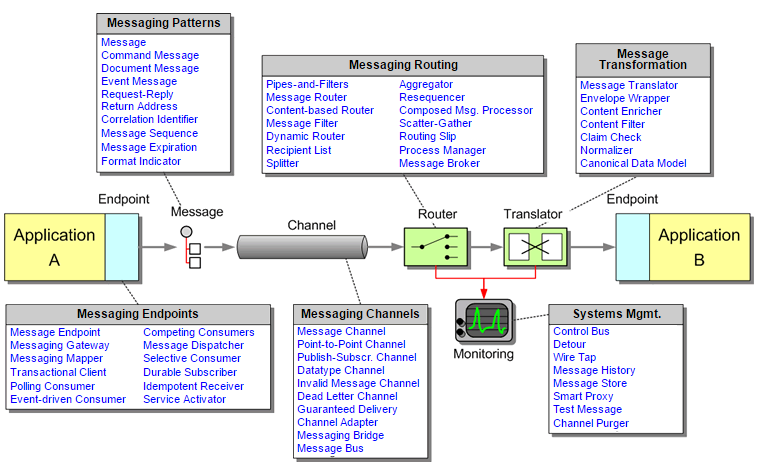 Messaging Patterns
Message
Command Message
Document Message
Event Message
Request-Reply
Return Address
Correlation Identifier
Message Sequence
Message Expiration
Format Indicator
Messaging Routing
Pipes-and-Filters
Message Router
Content-based Router
Message Filter
Dynamic Router
Recipient List
Splitter
Aggregator
Resequencer
Composed Msg. Processor
Scatter-Gather
Routing Slip
Process Manager
Message Broker
Message
Transformation
Message Translator
Envelope Wrapper
Content Enricher
Content Filter
Claim Check
Normalizer
Canonical Data Model
Endpoint
Message
Channel
Router
Translator
Endpoint
Application
A
Application
B
Messaging Endpoints
Message Endpoint
Messaging Gateway
Messaging Mapper
Transactional Client
Polling Consumer
Event-driven Consumer
Competing Consumers
Message Dispatcher
Selective Consumer
Durable Subscriber
Idempotent Receiver
Service Activator
Messaging Channels
Message Channel
Point-to-Point Channel
Publish-Subscr. Channel
Datatype Channel
Invalid Message Channel
Dead Letter Channel
Guaranteed Delivery
Channel Adapter
Messaging Bridge
Message Bus
Monitoring
Systems Mgmt.
Control Bus
Detour
Wire Tap
Message History
Message Store
Smart Proxy
Test Message
Channel Purger